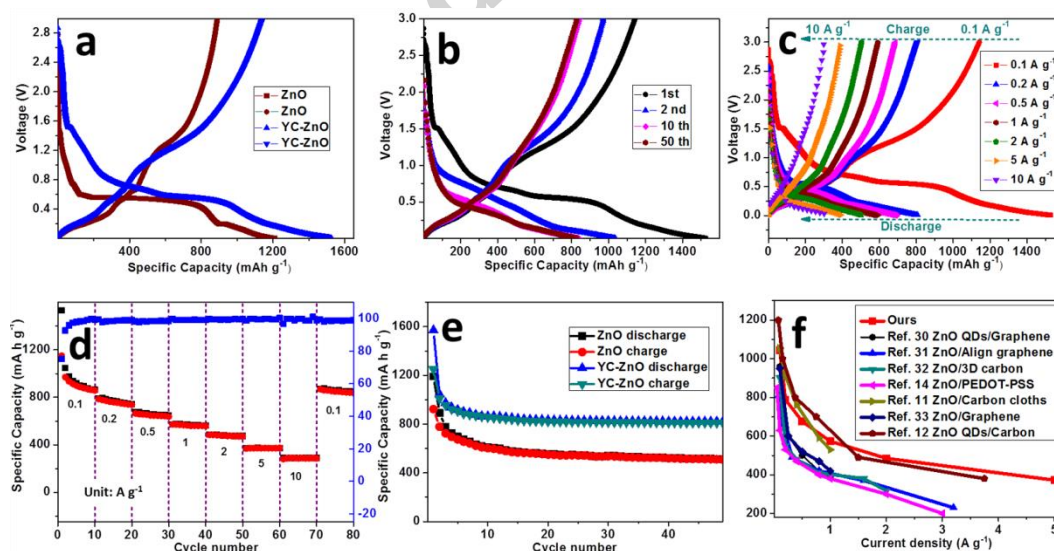 a
Voltage (V)
2.4
1.8
1.2
0.6
400
800
1200
1600
Specific Capacity (mAh g-1)
ZnO
ZnO
YC-ZnO
YC-ZnO
b
Voltage (V)
3.0
2.5
2.0
1.5
1.0
0.5
0.0
200 400 600 800 1000 1200 1400
Specific Capacity (mAh g-1)
1st
2 nd
10 th
50 th
c
10 A g-1
Charge
0.1 A g-1
Voltage (V)
3.0
2.5
2.0
1.5
1.0
0.5
0.0
0 200 400 600 800 1000 1200 1400
Discharge
Specific Capacity (mAh g-1)
0.1 A g-1
0.2 A g-1
0.5 A g-1
1 A g-1
2 A g-1
5 A g-1
10 A g-1
d
Specific Capacity (mA h g-1)
1200
800
400
0
0.1
0.2
0.5
1
2
5
10
0.1
Unit: A g-1
100
80
60
40
20
0
-20
0 10 20 30 40 50 60 70 80
Cycle number
e
Specific Capacity (mA h g-1)
1600
1200
800
400
0
0 10 20 30 40
Cycle number
ZnO discharge
ZnO charge
YC-ZnO discharge
YC-ZnO charge
f
1200
1000
800
600
400
200
0 1 2 3 4 5
Current density (A g-1)
Ours
Ref. 30 ZnO QDs/Graphene
Ref. 31 ZnO/Align graphene
Ref. 32 ZnO/3D carbon
Ref. 14 ZnO/PEDOT-PSS
Ref. 11 ZnO/Carbon cloths
Ref. 33 ZnO/Graphene
Ref. 12 ZnO QDs/Carbon